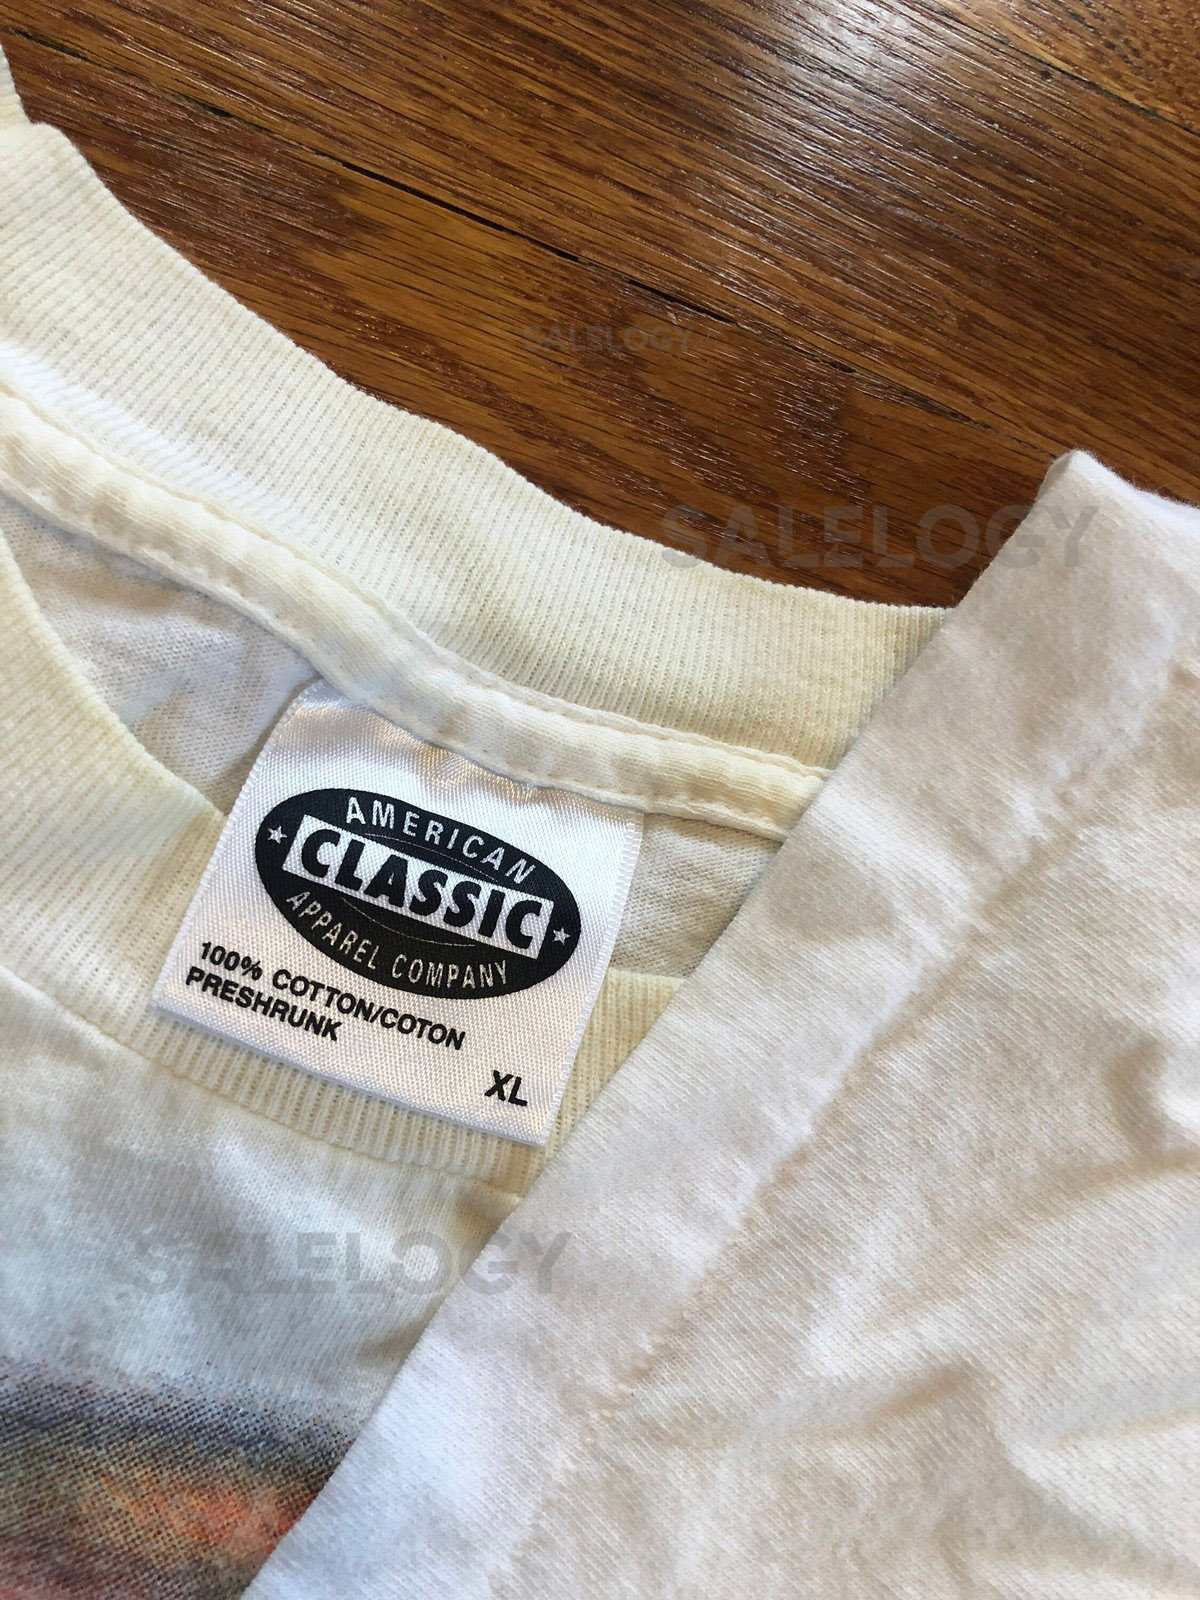 SALELOGY
SALELOGY
AMERICAN
CLASSIC
APPAREL COMPANY
100% COTTON/COTON
PRESHRUNK
XL
SALELOGY